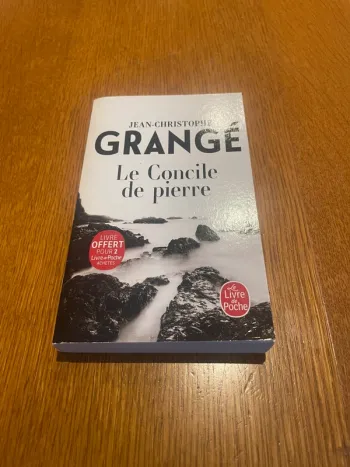 JEAN-CHRISTOPHE
GRANGÉ
Le Concile
de pierre
LIVRE
OFFERT
POUR 2
Livre de Poche
ACHETÉS
Le
Livre
de
Poche